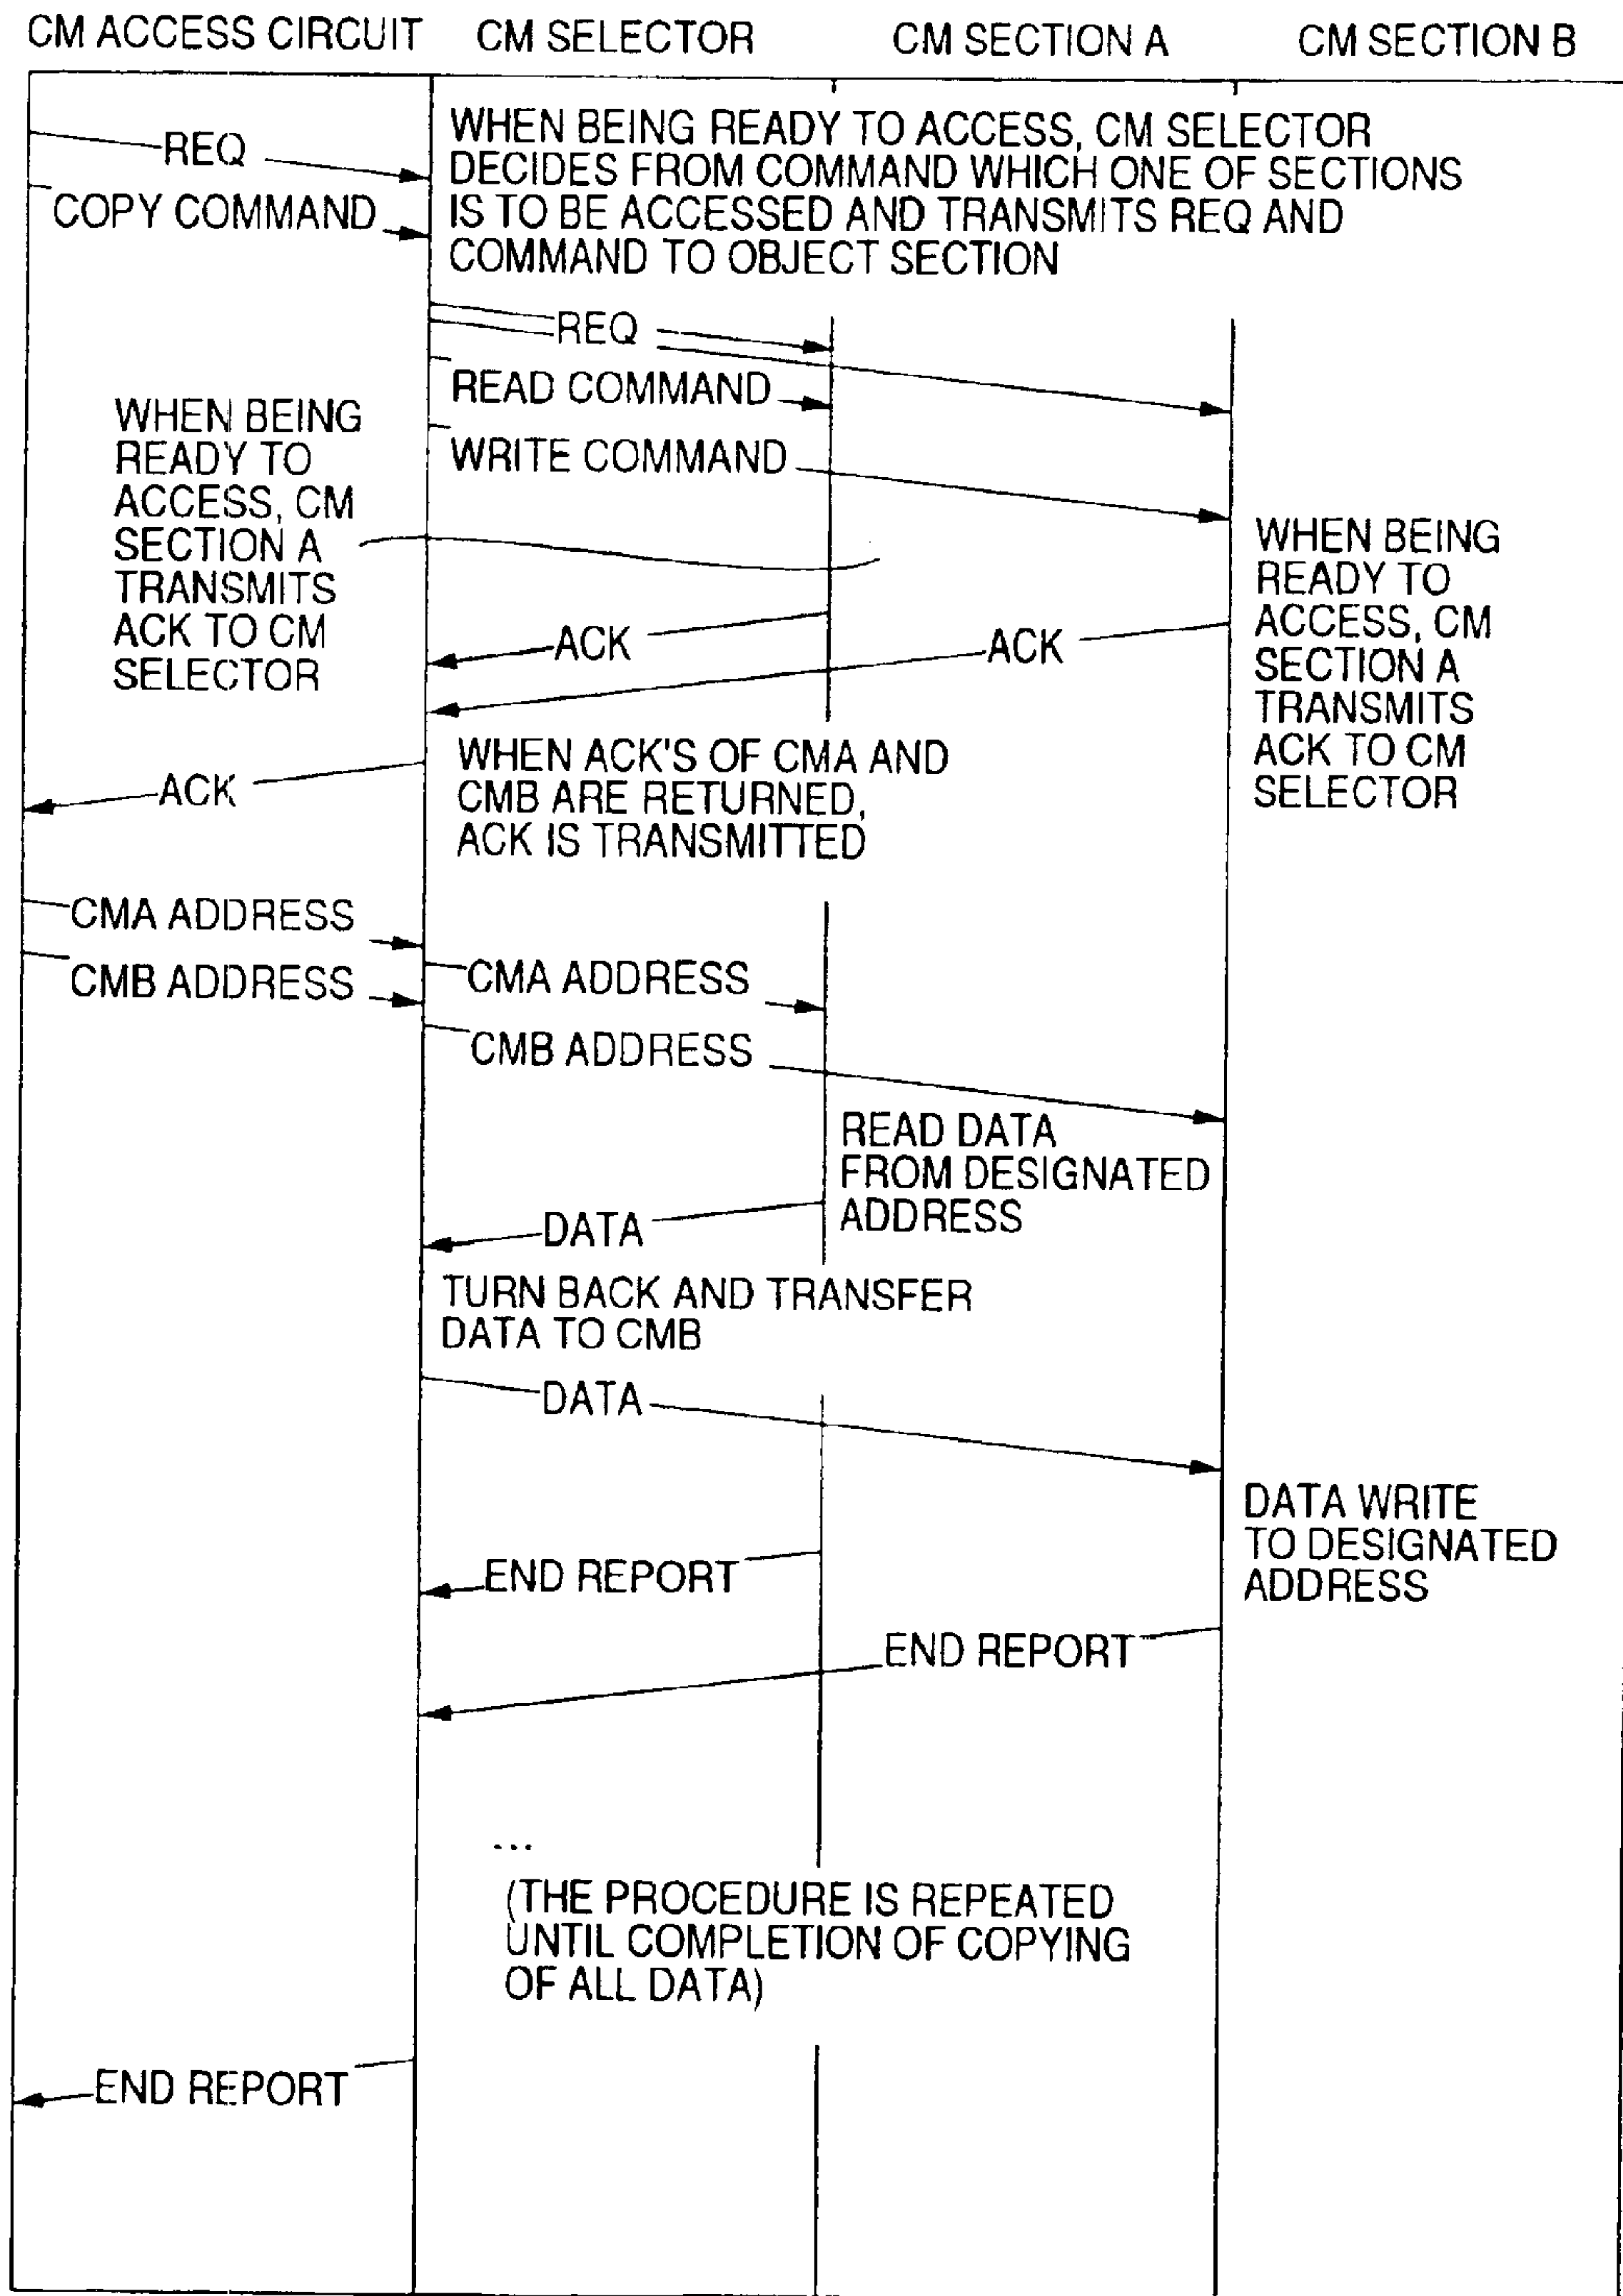 CM ACCESS CIRCUIT CM SELECTOR CM SECTION A CM SECTION B
REQ
COPY COMMAND
WHEN BEING READY TO ACCESS, CM SELECTOR
DECIDES FROM COMMAND WHICH ONE OF SECTIONS
IS TO BE ACCESSED AND TRANSMITS REQ AND
COMMAND TO OBJECT SECTION
REQ
READ COMMAND
WRITE COMMAND
WHEN BEING
READY TO
ACCESS, CM
SECTION A
TRANSMITS
ACK TO CM
SELECTOR
WHEN BEING
READY TO
ACCESS, CM
SECTION A
TRANSMITS
ACK TO CM
SELECTOR
ACK
ACK
ACK
WHEN ACK'S OF CMA AND
CMB ARE RETURNED,
ACK IS TRANSMITTED
CMA ADDRESS
CMB ADDRESS
CMA ADDRESS
CMB ADDRESS
READ DATA
FROM DESIGNATED
ADDRESS
DATA
TURN BACK AND TRANSFER
DATA TO CMB
DATA
DATA WRITE
TO DESIGNATED
ADDRESS
END REPORT
END REPORT
...
(THE PROCEDURE IS REPEATED
UNTIL COMPLETION OF COPYING
OF ALL DATA)
END REPORT